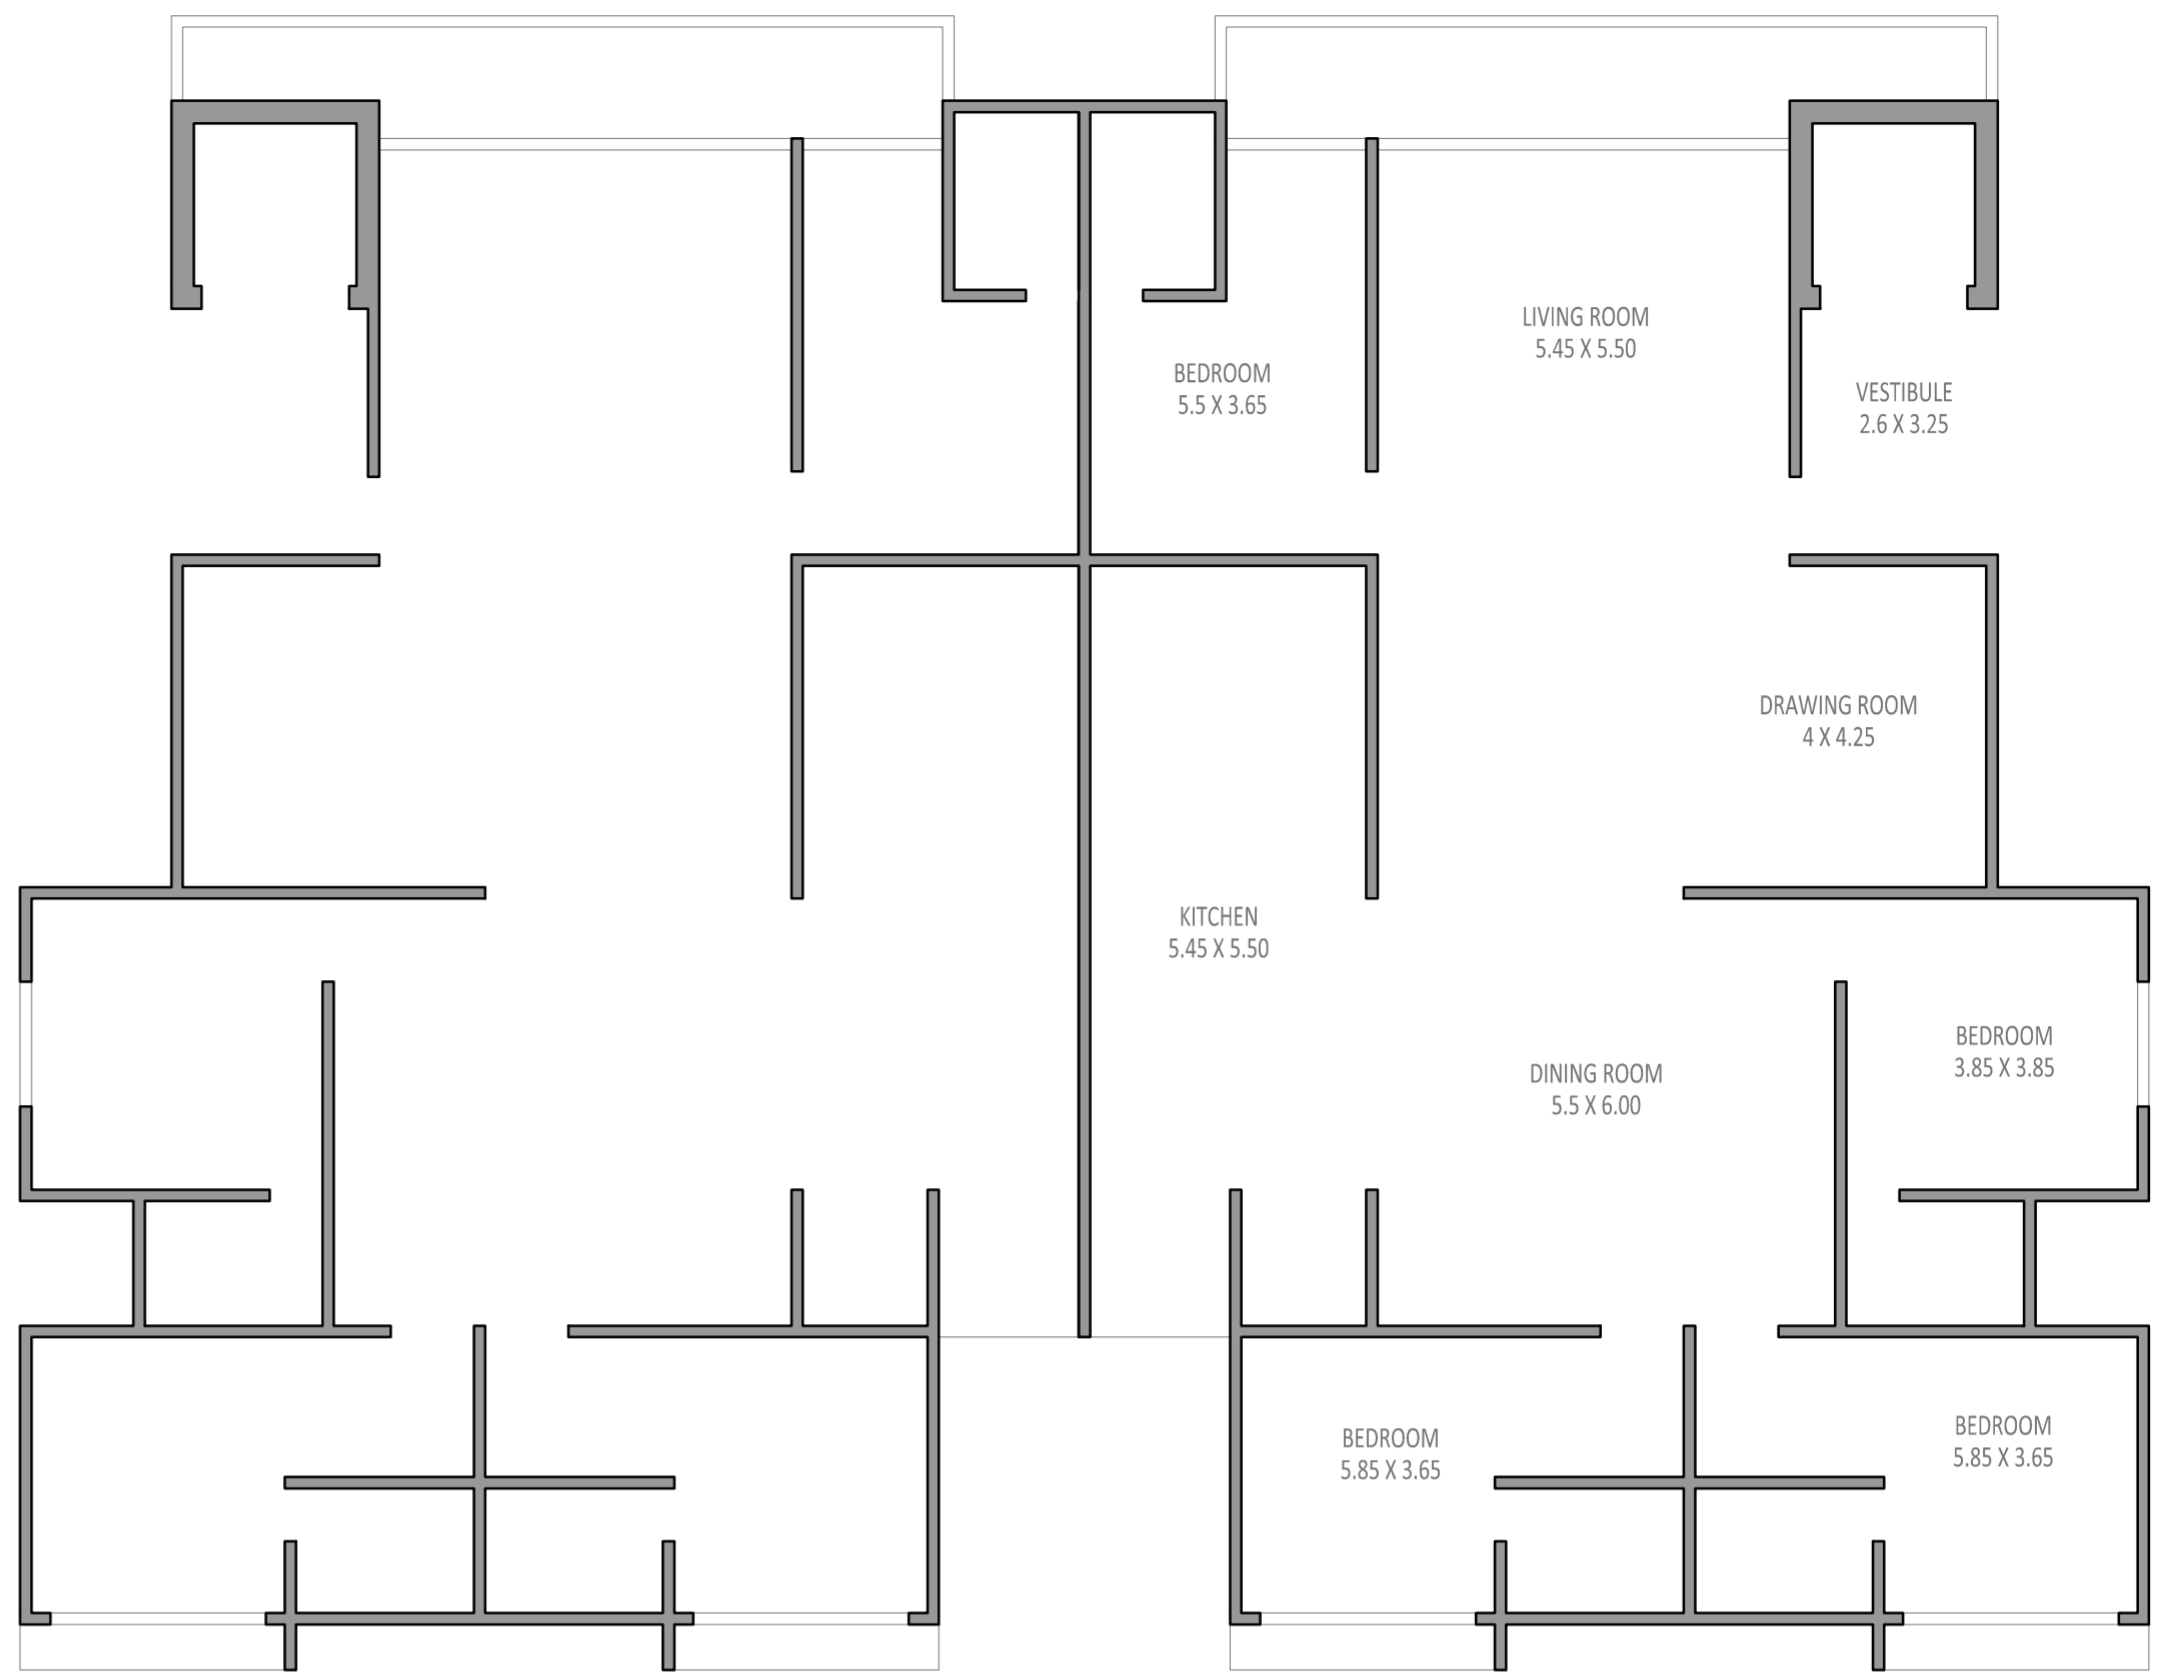 LIVING ROOM
5.45 X 5.50
BEDROOM
5.5 X 3.65
VESTIBULE
2.6 X 3.25
DRAWING ROOM
4 X 4.25
KITCHEN
5.45 X 5.50
BEDROOM
3.85 X 3.85
DINING ROOM
5.5 X 6.00
BEDROOM
5.85 X 3.65
BEDROOM
5.85 X 3.65